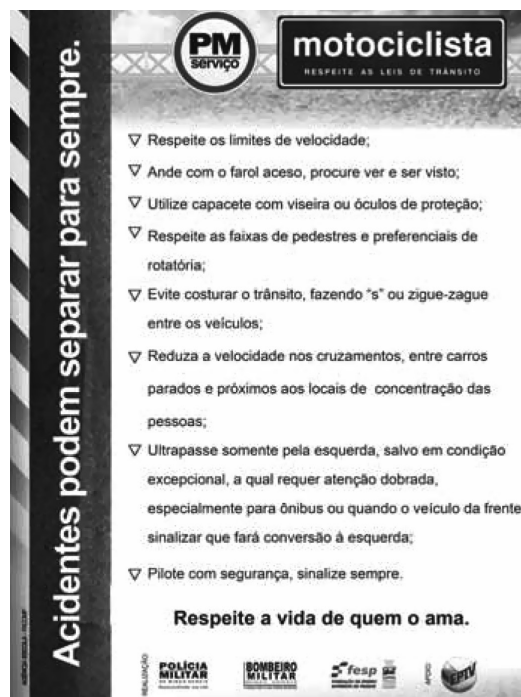 PM
serviço
motociclista
RESPEITE AS LEIS DE TRÂNSITO
Acidentes podem separar para sempre.
▽ Respeite os limites de velocidade;
▽ Ande com o farol aceso, procure ver e ser visto;
▽ Utilize capacete com viseira ou óculos de proteção;
▽ Respeite as faixas de pedestres e preferenciais de
rotatória;
▽ Evite costurar o trânsito, fazendo “s” ou zigue-zague
entre os veículos;
▽ Reduza a velocidade nos cruzamentos, entre carros
parados e próximos aos locais de concentração das
pessoas;
▽ Ultrapasse somente pela esquerda, salvo em condição
excepcional, a qual requer atenção dobrada,
especialmente para ônibus ou quando o veículo da frente
sinalizar que fará conversão á esquerda;
▽ Pilote com segurança, sinalize sempre.
Respeite a vida de quem o ama.
REALIZAÇÃO:
POLÍCIA
MILITAR
DE MINAS GERAIS
BOMBEIRO
MILITAR
fesp
APOIO
EPTV